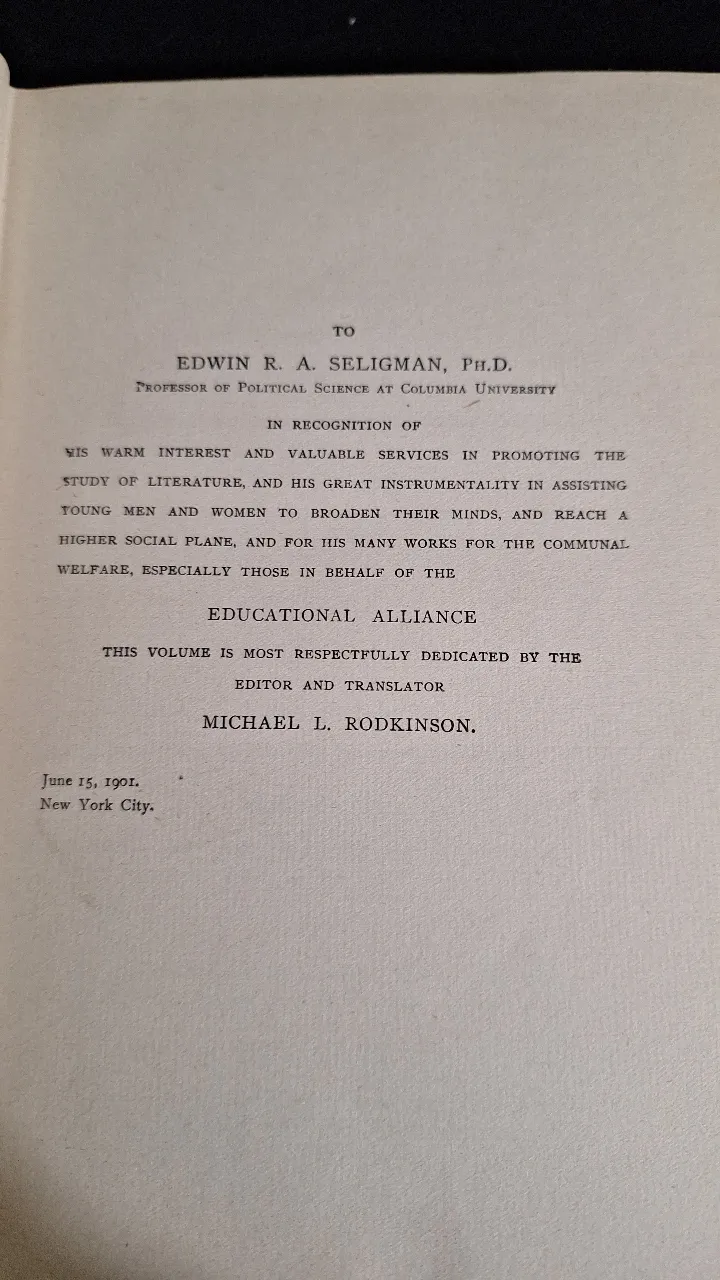 TO
EDWIN R. A. SELIGMAN, PH.D.
PROFESSOR OF POLITICAL SCIENCE AT COLUMBIA UNIVERSITY
IN RECOGNITION OF
HIS WARM INTEREST AND VALUABLE SERVICES IN PROMOTING THE
STUDY OF LITERATURE, AND HIS GREAT INSTRUMENTALITY IN ASSISTING
YOUNG MEN AND WOMEN TO BROADEN THEIR MINDS, AND REACH A
HIGHER SOCIAL PLANE, AND FOR HIS MANY WORKS FOR THE COMMUNAL
WELFARE, ESPECIALLY THOSE IN BEHALF OF THE
EDUCATIONAL ALLIANCE
THIS VOLUME IS MOST RESPECTFULLY DEDICATED BY THE
EDITOR AND TRANSLATOR
MICHAEL L. RODKINSON.
June 15, 1901.
New York City.